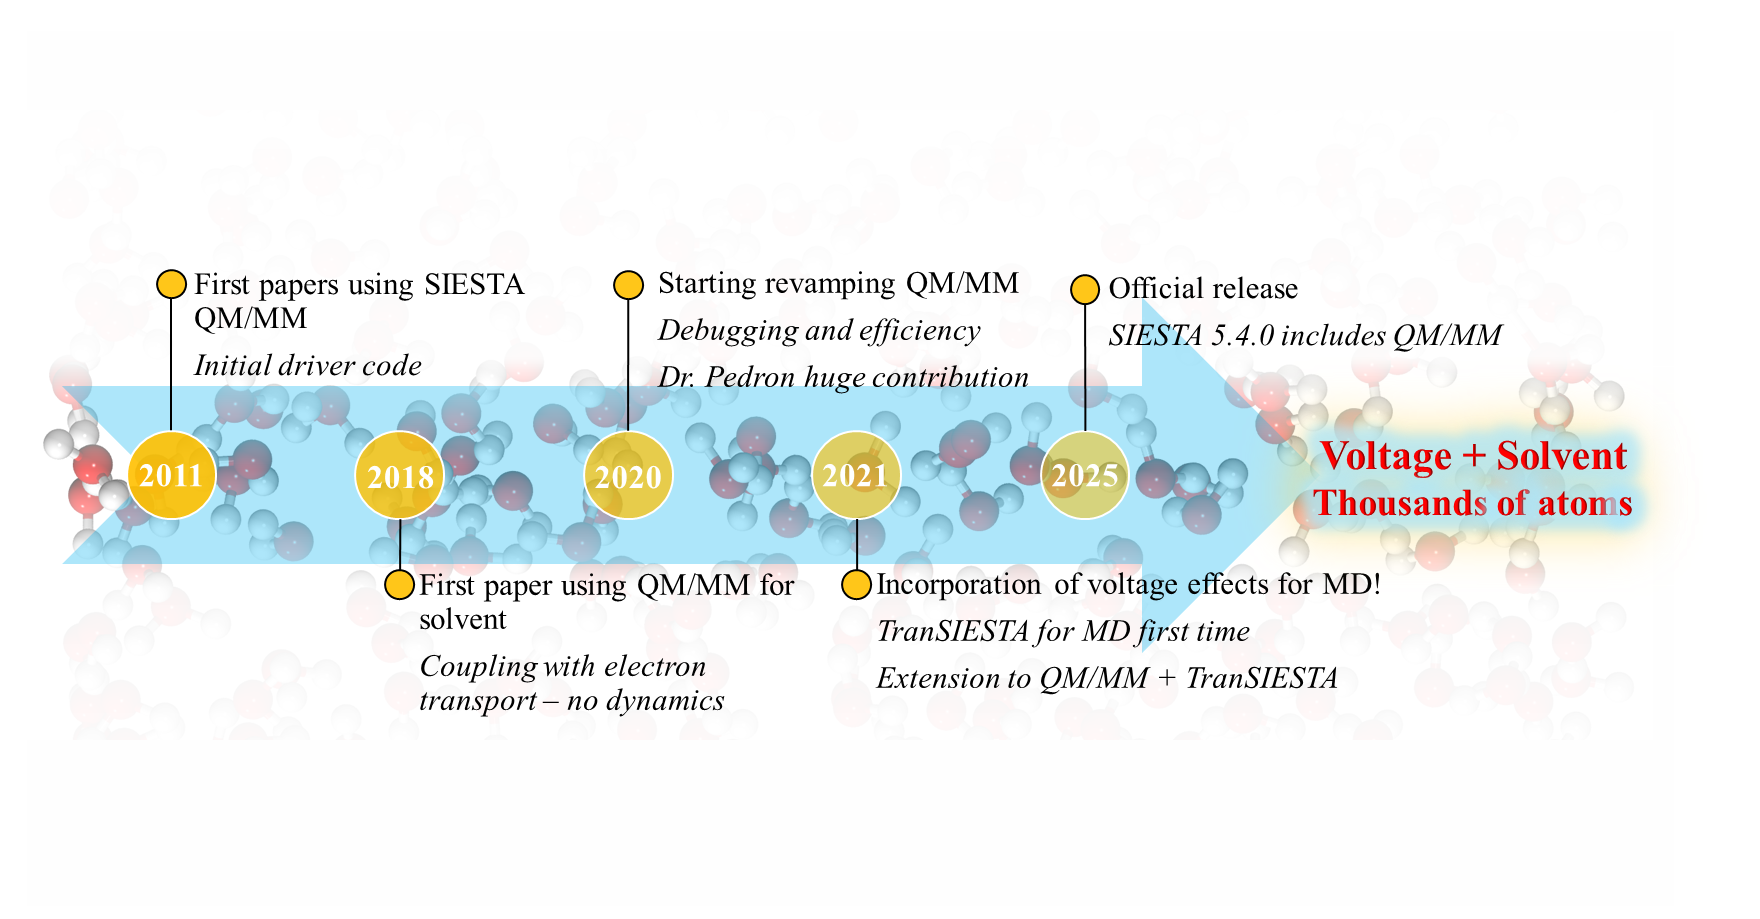 First papers using SIESTA
QM/MM
Initial driver code
Starting revamping QM/MM
Debugging and efficiency
Dr. Pedron huge contribution
Official release
SIESTA 5.4.0 includes QM/MM
2011
2018
2020
2021
2025
Voltage + Solvent
Thousands of atoms
First paper using QM/MM for
solvent
Coupling with electron
transport – no dynamics
Incorporation of voltage effects for MD!
TranSIESTA for MD first time
Extension to QM/MM + TranSIESTA